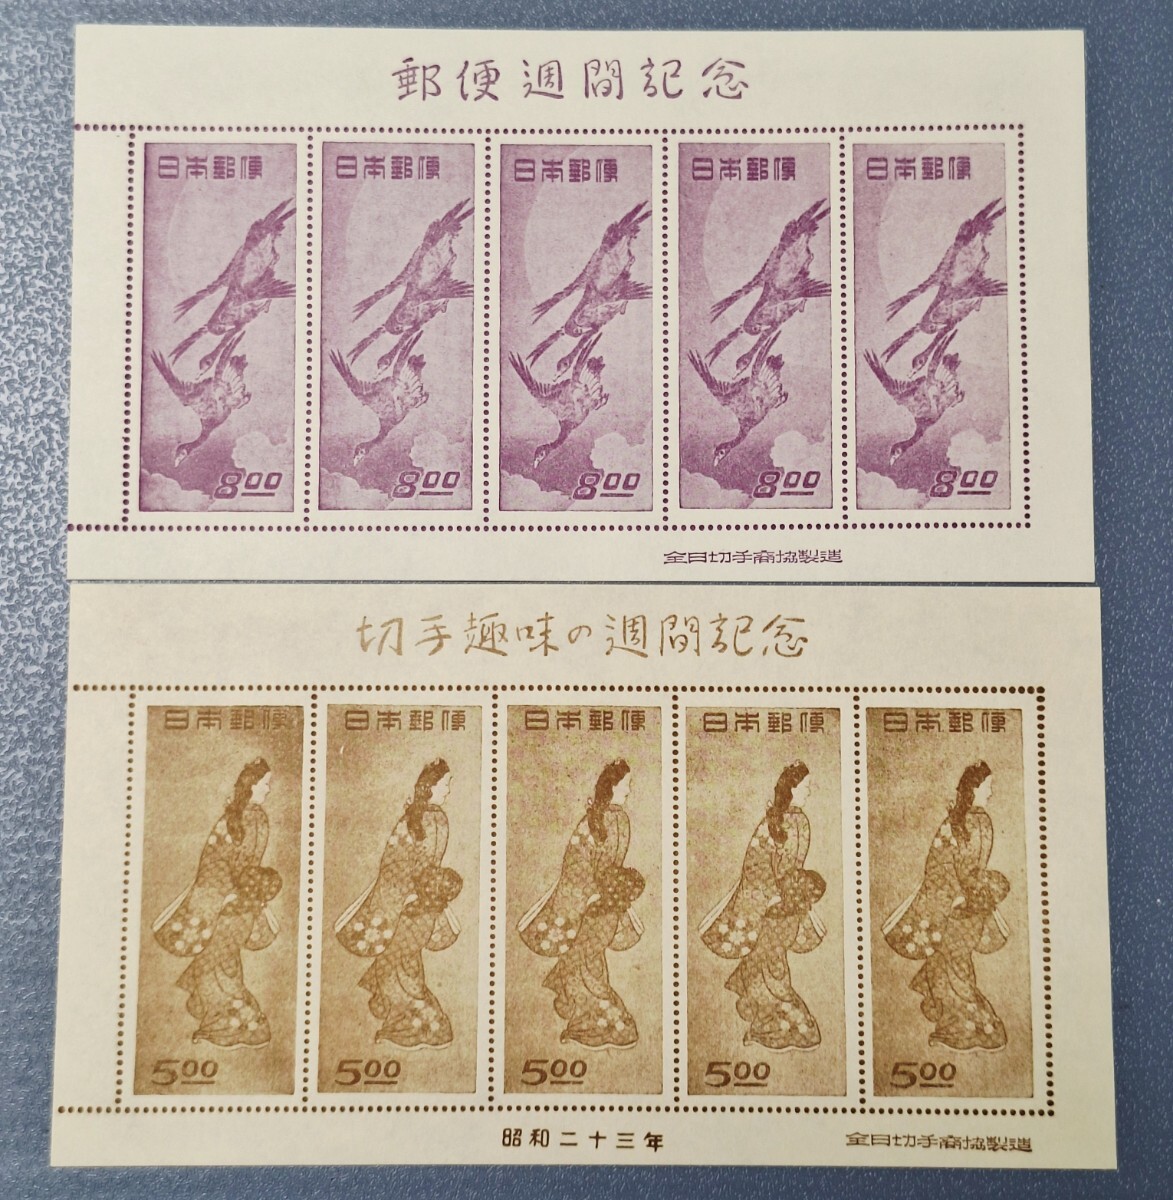 郵便週間記念
日本郵便 日本郵便 日本郵便 日本郵便 日本郵便
8.00 8.00 8.00 8.00 8.00
全日切手商協製造
切手趣味の週間記念
日本郵便 日本郵便 日本郵便 日本郵便 日本郵便
5.00 5.00 5.00 5.00 5.00
昭和二十三年
全日切手商協製造